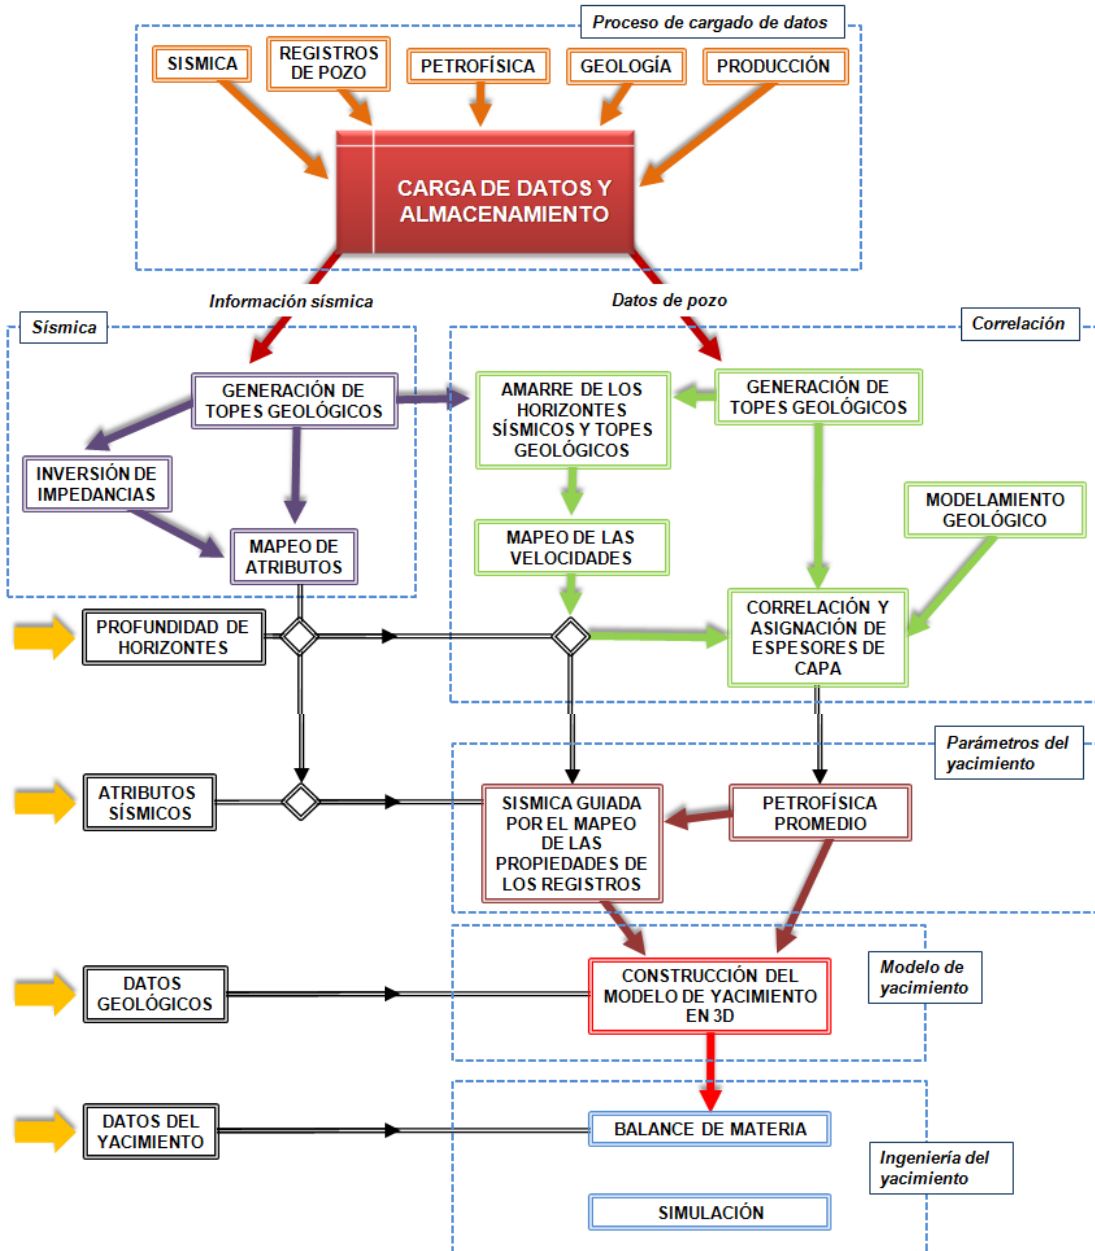 Proceso de cargado de datos
SISMICA
REGISTROS
DE POZO
PETROFÍSICA
GEOLOGÍA
PRODUCCIÓN
CARGA DE DATOS Y
ALMACENAMIENTO
Información sísmica
Datos de pozo
Sísmica
Correlación
GENERACIÓN DE
TOPES GEOLÓGICOS
AMARRE DE LOS
HORIZONTES
SÍSMICOS Y TOPES
GEOLÓGICOS
GENERACIÓN DE
TOPES GEOLÓGICOS
INVERSIÓN DE
IMPEDANCIAS
MODELAMIENTO
GEOLÓGICO
MAPEO DE
ATRIBUTOS
MAPEO DE LAS
VELOCIDADES
PROFUNDIDAD DE
HORIZONTES
CORRELACIÓN Y
ASIGNACIÓN DE
ESPESORES DE
CAPA
Parámetros del
yacimiento
ATRIBUTOS
SÍSMICOS
SISMICA GUIADA
POR EL MAPEO
DE LAS
PROPIEDADES DE
LOS REGISTROS
PETROFÍSICA
PROMEDIO
DATOS
GEOLÓGICOS
CONSTRUCCIÓN DEL
MODELO DE YACIMIENTO
EN 3D
Modelo de
yacimiento
DATOS DEL
YACIMIENTO
BALANCE DE MATERIA
Ingeniería del
yacimiento
SIMULACIÓN